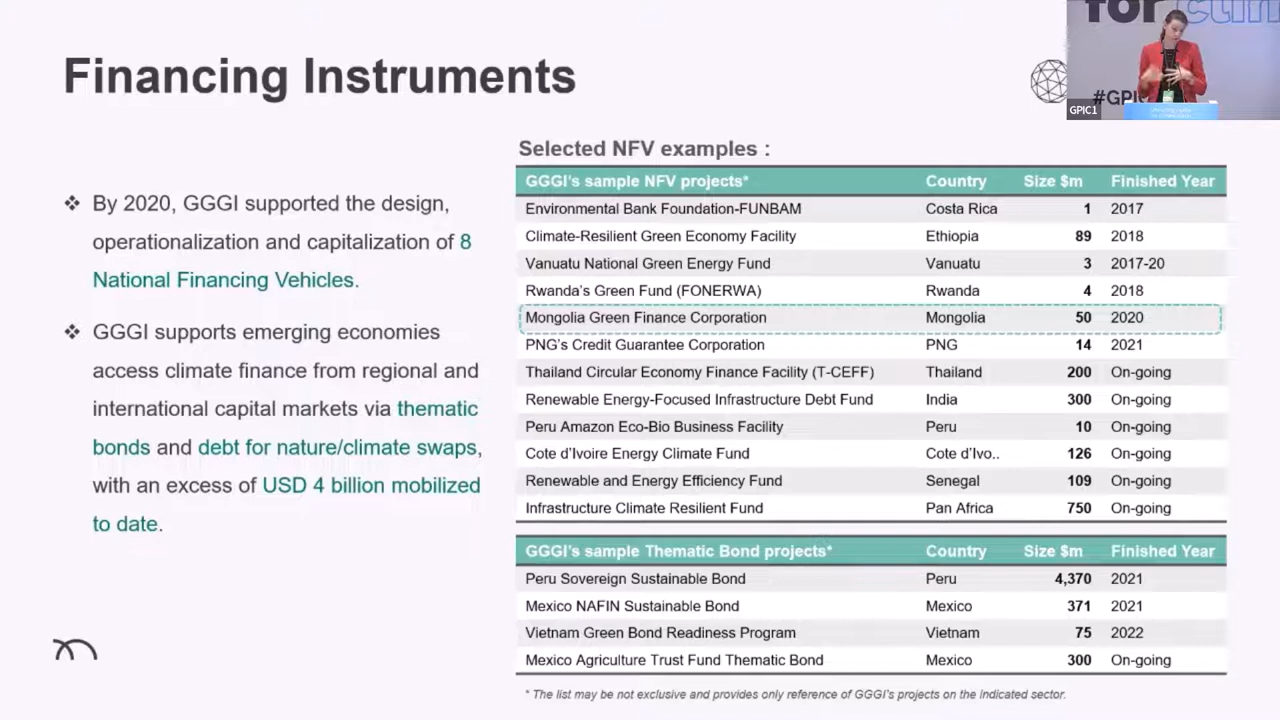 for clim
Financing Instruments
#GPIC
GPIC1
❖ By 2020, GGGI supported the design,
operationalization and capitalization of 8
National Financing Vehicles.
❖ GGGI supports emerging economies
access climate finance from regional and
international capital markets via thematic
bonds and debt for nature/climate swaps,
with an excess of USD 4 billion mobilized
to date.
Selected NFV examples :
GGGI's sample NFV projects* Country Size $m Finished Year
Environmental Bank Foundation-FUNBAM Costa Rica 1 2017
Climate-Resilient Green Economy Facility Ethiopia 89 2018
Vanuatu National Green Energy Fund Vanuatu 3 2017-20
Rwanda's Green Fund (FONERWA) Rwanda 4 2018
Mongolia Green Finance Corporation Mongolia 50 2020
PNG's Credit Guarantee Corporation PNG 14 2021
Thailand Circular Economy Finance Facility (T-CEFF) Thailand 200 On-going
Renewable Energy-Focused Infrastructure Debt Fund India 300 On-going
Peru Amazon Eco-Bio Business Facility Peru 10 On-going
Cote d'Ivoire Energy Climate Fund Cote d'Ivo.. 126 On-going
Renewable and Energy Efficiency Fund Senegal 109 On-going
Infrastructure Climate Resilient Fund Pan Africa 750 On-going
GGGI's sample Thematic Bond projects* Country Size $m Finished Year
Peru Sovereign Sustainable Bond Peru 4,370 2021
Mexico NAFIN Sustainable Bond Mexico 371 2021
Vietnam Green Bond Readiness Program Vietnam 75 2022
Mexico Agriculture Trust Fund Thematic Bond Mexico 300 On-going
* The list may be not exclusive and provides only reference of GGGI's projects on the indicated sector.